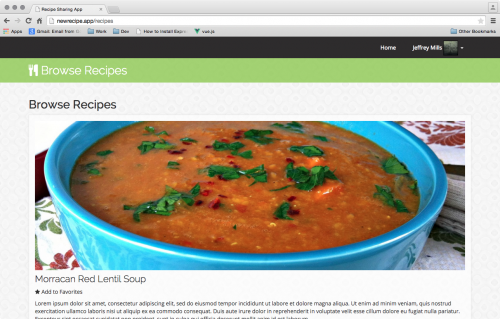 Recipe Sharing App
newrecipe.app/recipes
Apps Gmail: Email from G Work Dev How to Install Expre vue.js Other Bookmarks
Home Jeffrey Mills
Browse Recipes
Browse Recipes
Morracan Red Lentil Soup
Add to Favorites
Lorem ipsum dolor sit amet, consectetur adipiscing elit, sed do eiusmod tempor incididunt ut labore et dolore magna aliqua. Ut enim ad minim veniam, quis nostrud
exercitation ullamco laboris nisi ut aliquip ex ea commodo consequat. Duis aute irure dolor in reprehenderit in voluptate velit esse cillum dolore eu fugiat nulla pariatur.